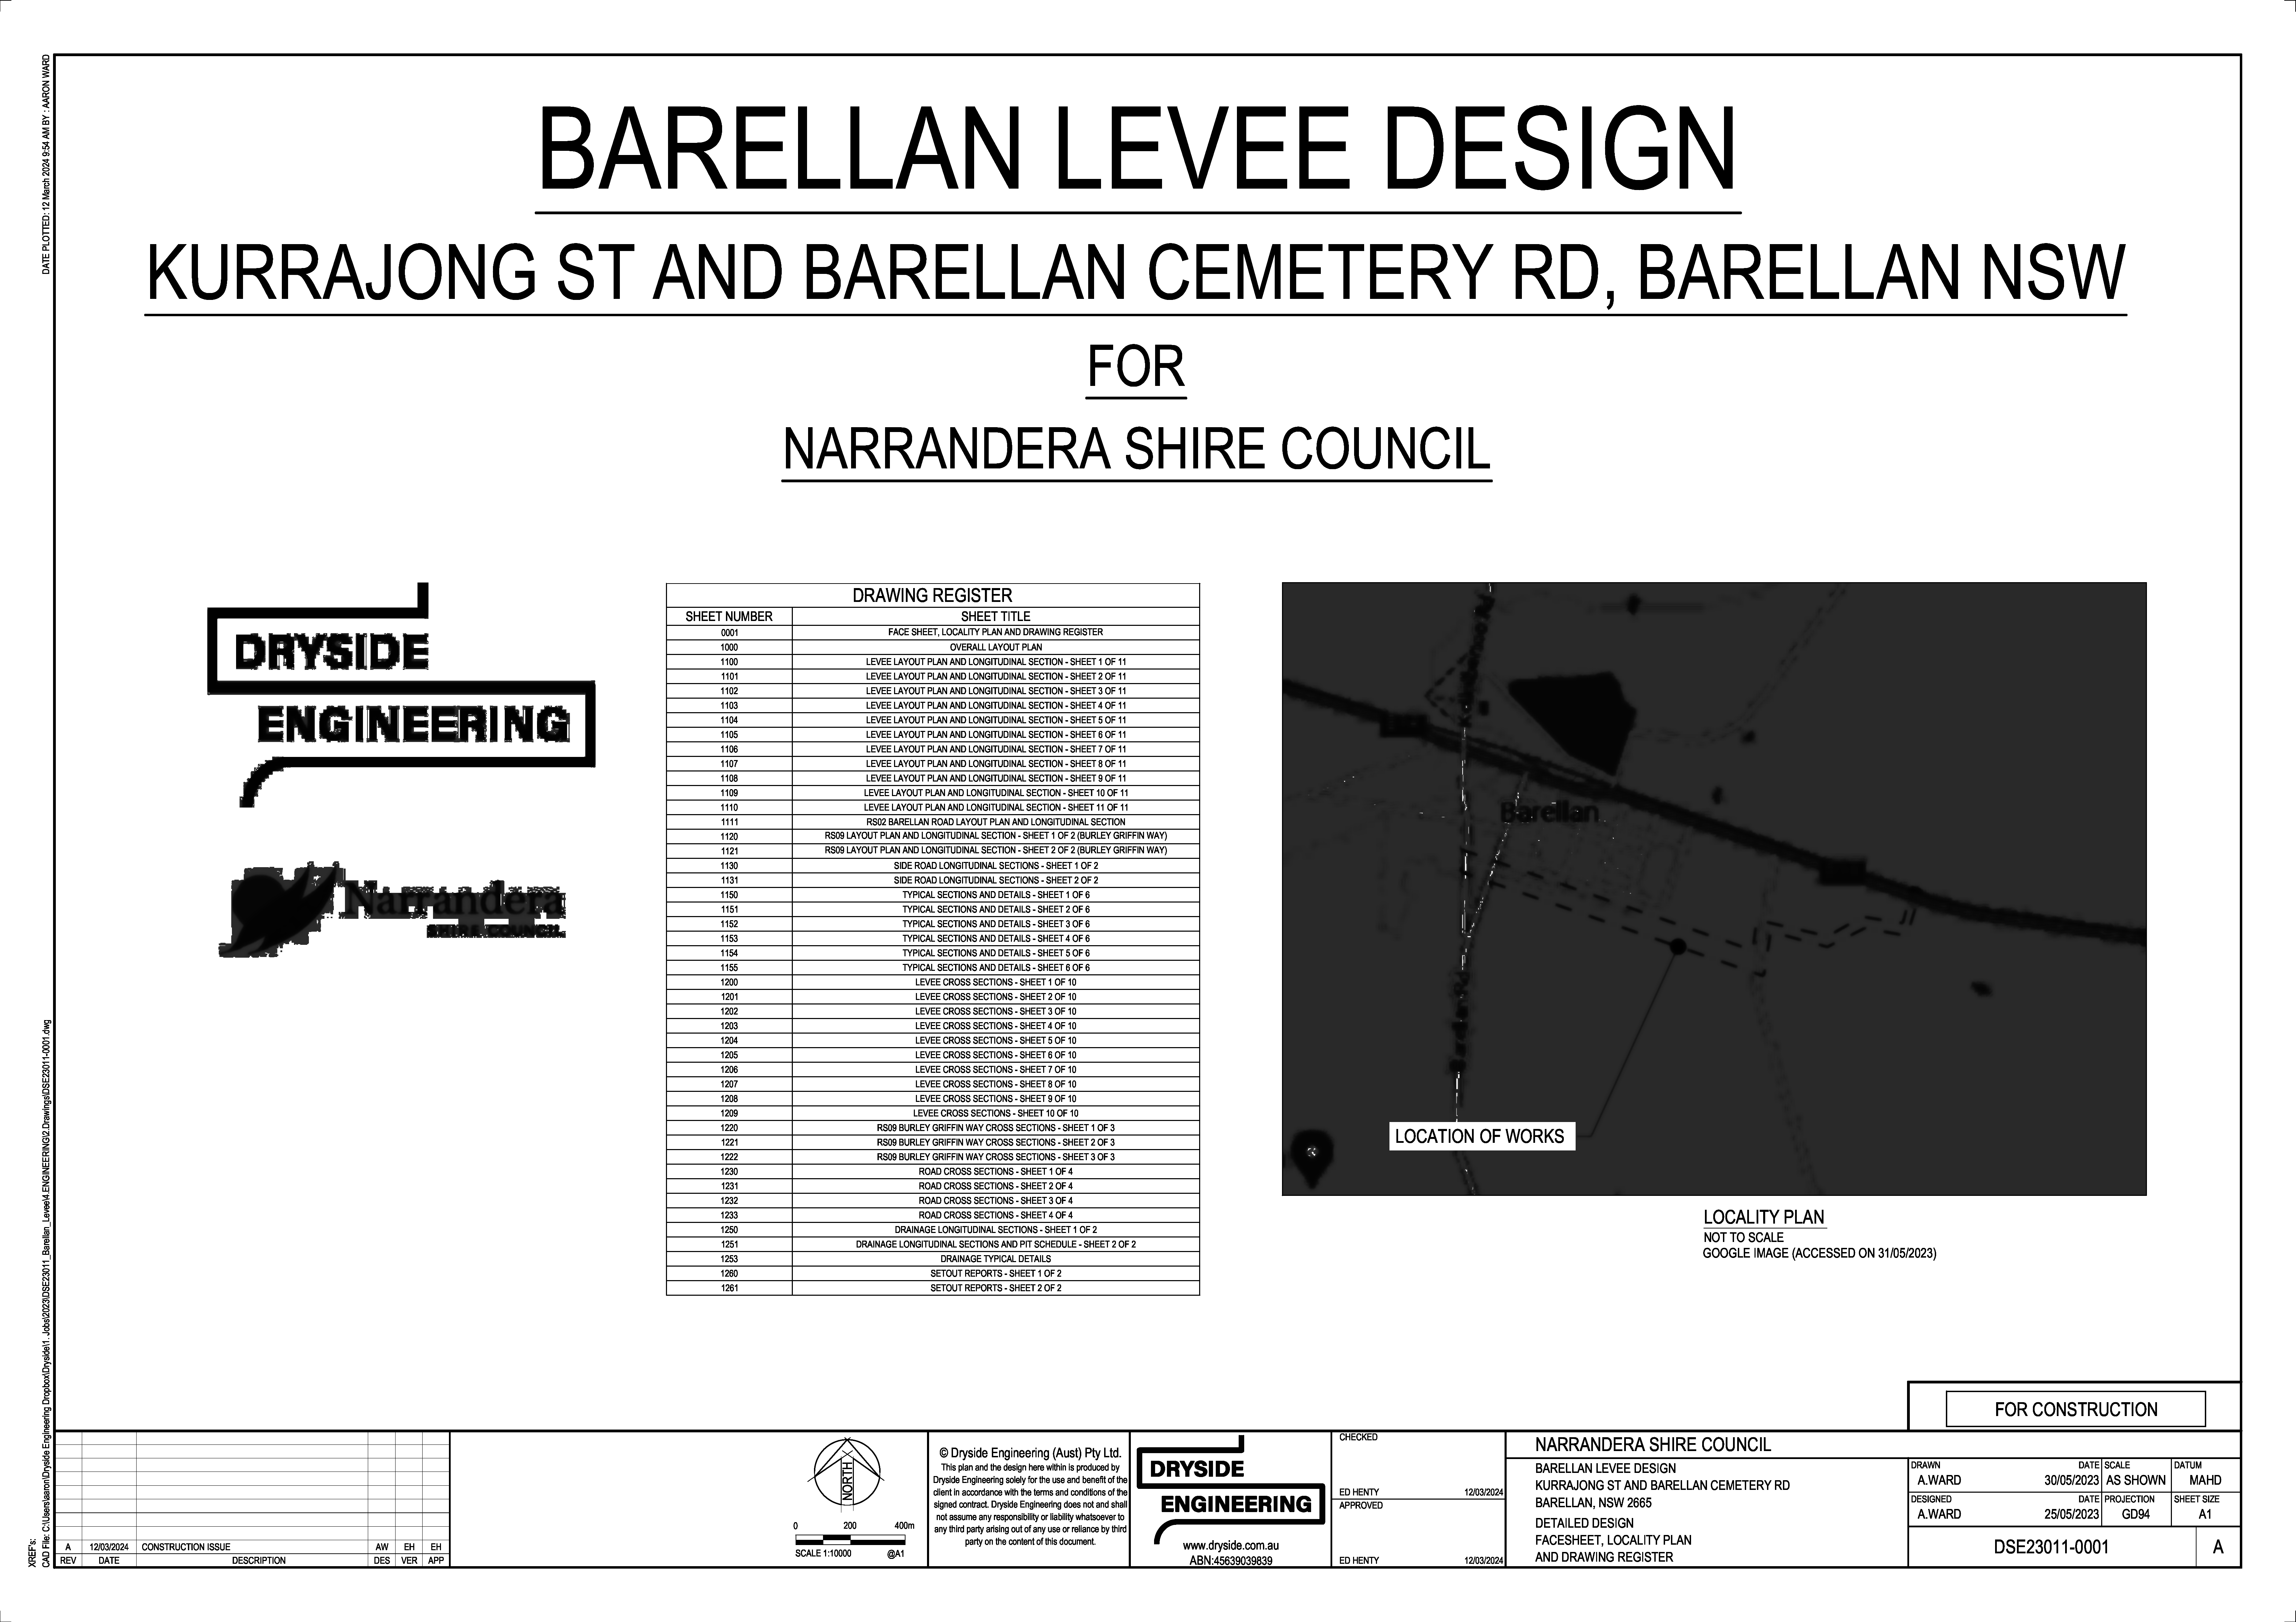 DATE PLOTTED: 12 March 2024 9:54 AM BY : AARON WARD
BARELLAN LEVEE DESIGN
KURRAJONG ST AND BARELLAN CEMETERY RD, BARELLAN NSW
FOR
NARRANDERA SHIRE COUNCIL
DRYSIDE
ENGINEERING
Narrandera
SHIRE COUNCIL
DRAWING REGISTER
SHEET NUMBER SHEET TITLE
0001 FACE SHEET, LOCALITY PLAN AND DRAWING REGISTER
1000 OVERALL LAYOUT PLAN
1100 LEVEE LAYOUT PLAN AND LONGITUDINAL SECTION - SHEET 1 OF 11
1101 LEVEE LAYOUT PLAN AND LONGITUDINAL SECTION - SHEET 2 OF 11
1102 LEVEE LAYOUT PLAN AND LONGITUDINAL SECTION - SHEET 3 OF 11
1103 LEVEE LAYOUT PLAN AND LONGITUDINAL SECTION - SHEET 4 OF 11
1104 LEVEE LAYOUT PLAN AND LONGITUDINAL SECTION - SHEET 5 OF 11
1105 LEVEE LAYOUT PLAN AND LONGITUDINAL SECTION - SHEET 6 OF 11
1106 LEVEE LAYOUT PLAN AND LONGITUDINAL SECTION - SHEET 7 OF 11
1107 LEVEE LAYOUT PLAN AND LONGITUDINAL SECTION - SHEET 8 OF 11
1108 LEVEE LAYOUT PLAN AND LONGITUDINAL SECTION - SHEET 9 OF 11
1109 LEVEE LAYOUT PLAN AND LONGITUDINAL SECTION - SHEET 10 OF 11
1110 LEVEE LAYOUT PLAN AND LONGITUDINAL SECTION - SHEET 11 OF 11
1111 RS02 BARELLAN ROAD LAYOUT PLAN AND LONGITUDINAL SECTION
1120 RS09 LAYOUT PLAN AND LONGITUDINAL SECTION - SHEET 1 OF 2 (BURLEY GRIFFIN WAY)
1121 RS09 LAYOUT PLAN AND LONGITUDINAL SECTION - SHEET 2 OF 2 (BURLEY GRIFFIN WAY)
1130 SIDE ROAD LONGITUDINAL SECTIONS - SHEET 1 OF 2
1131 SIDE ROAD LONGITUDINAL SECTIONS - SHEET 2 OF 2
1150 TYPICAL SECTIONS AND DETAILS - SHEET 1 OF 6
1151 TYPICAL SECTIONS AND DETAILS - SHEET 2 OF 6
1152 TYPICAL SECTIONS AND DETAILS - SHEET 3 OF 6
1153 TYPICAL SECTIONS AND DETAILS - SHEET 4 OF 6
1154 TYPICAL SECTIONS AND DETAILS - SHEET 5 OF 6
1155 TYPICAL SECTIONS AND DETAILS - SHEET 6 OF 6
1200 LEVEE CROSS SECTIONS - SHEET 1 OF 10
1201 LEVEE CROSS SECTIONS - SHEET 2 OF 10
1202 LEVEE CROSS SECTIONS - SHEET 3 OF 10
1203 LEVEE CROSS SECTIONS - SHEET 4 OF 10
1204 LEVEE CROSS SECTIONS - SHEET 5 OF 10
1205 LEVEE CROSS SECTIONS - SHEET 6 OF 10
1206 LEVEE CROSS SECTIONS - SHEET 7 OF 10
1207 LEVEE CROSS SECTIONS - SHEET 8 OF 10
1208 LEVEE CROSS SECTIONS - SHEET 9 OF 10
1209 LEVEE CROSS SECTIONS - SHEET 10 OF 10
1220 RS09 BURLEY GRIFFIN WAY CROSS SECTIONS - SHEET 1 OF 3
1221 RS09 BURLEY GRIFFIN WAY CROSS SECTIONS - SHEET 2 OF 3
1222 RS09 BURLEY GRIFFIN WAY CROSS SECTIONS - SHEET 3 OF 3
1230 ROAD CROSS SECTIONS - SHEET 1 OF 4
1231 ROAD CROSS SECTIONS - SHEET 2 OF 4
1232 ROAD CROSS SECTIONS - SHEET 3 OF 4
1233 ROAD CROSS SECTIONS - SHEET 4 OF 4
1250 DRAINAGE LONGITUDINAL SECTIONS - SHEET 1 OF 2
1251 DRAINAGE LONGITUDINAL SECTIONS AND PIT SCHEDULE - SHEET 2 OF 2
1253 DRAINAGE TYPICAL DETAILS
1260 SETOUT REPORTS - SHEET 1 OF 2
1261 SETOUT REPORTS - SHEET 2 OF 2
Barellan
LOCATION OF WORKS
LOCALITY PLAN
NOT TO SCALE
GOOGLE IMAGE (ACCESSED ON 31/05/2023)
XREF's:
CAD File: C:\Users\aaron\Dryside Engineering Dropbox\Dryside\1. Jobs\2023\DSE23011_Barellan_Levee\4.ENGINEERING\2.Drawings\DSE23011-0001.dwg
FOR CONSTRUCTION
A 12/03/2024 CONSTRUCTION ISSUE AW EH EH
REV DATE DESCRIPTION DES VER APP
NORTH
0 200 400m
SCALE 1:10000 @A1
© Dryside Engineering (Aust) Pty Ltd.
This plan and the design here within is produced by
Dryside Engineering solely for the use and benefit of the
client in accordance with the terms and conditions of the
signed contract. Dryside Engineering does not and shall
not assume any responsibility or liability whatsoever to
any third party arising out of any use or reliance by third
party on the content of this document.
DRYSIDE
ENGINEERING
www.dryside.com.au
ABN:45639039839
CHECKED
ED HENTY 12/03/2024
APPROVED
ED HENTY 12/03/2024
NARRANDERA SHIRE COUNCIL
BARELLAN LEVEE DESIGN
KURRAJONG ST AND BARELLAN CEMETERY RD
BARELLAN, NSW 2665
DETAILED DESIGN
FACESHEET, LOCALITY PLAN
AND DRAWING REGISTER
DRAWN DATE SCALE DATUM
A.WARD 30/05/2023 AS SHOWN MAHD
DESIGNED DATE PROJECTION SHEET SIZE
A.WARD 25/05/2023 GD94 A1
DSE23011-0001 A